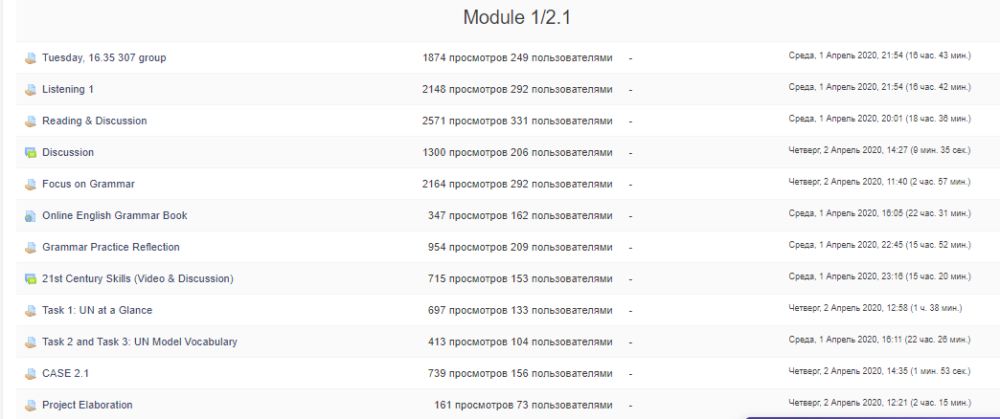 Module 1/2.1
Tuesday, 16.35 307 group 1874 просмотров 249 пользователями - Среда, 1 Апрель 2020, 21:54 (16 час. 43 мин.)
Listening 1 2148 просмотров 292 пользователями - Среда, 1 Апрель 2020, 21:54 (16 час. 42 мин.)
Reading & Discussion 2571 просмотров 331 пользователями - Среда, 1 Апрель 2020, 20:01 (18 час. 36 мин.)
Discussion 1300 просмотров 206 пользователями - Четверг, 2 Апрель 2020, 14:27 (9 мин. 35 сек.)
Focus on Grammar 2164 просмотров 292 пользователями - Четверг, 2 Апрель 2020, 11:40 (2 час. 57 мин.)
Online English Grammar Book 347 просмотров 162 пользователями - Среда, 1 Апрель 2020, 16:05 (22 час. 31 мин.)
Grammar Practice Reflection 954 просмотров 209 пользователями - Среда, 1 Апрель 2020, 22:45 (15 час. 52 мин.)
21st Century Skills (Video & Discussion) 715 просмотров 153 пользователями - Среда, 1 Апрель 2020, 23:16 (15 час. 20 мин.)
Task 1: UN at a Glance 697 просмотров 133 пользователями - Четверг, 2 Апрель 2020, 12:58 (1 ч. 38 мин.)
Task 2 and Task 3: UN Model Vocabulary 413 просмотров 104 пользователями - Среда, 1 Апрель 2020, 16:11 (22 час. 26 мин.)
CASE 2.1 739 просмотров 156 пользователями - Четверг, 2 Апрель 2020, 14:35 (1 мин. 53 сек.)
Project Elaboration 161 просмотров 73 пользователями - Четверг, 2 Апрель 2020, 12:21 (2 час. 15 мин.)